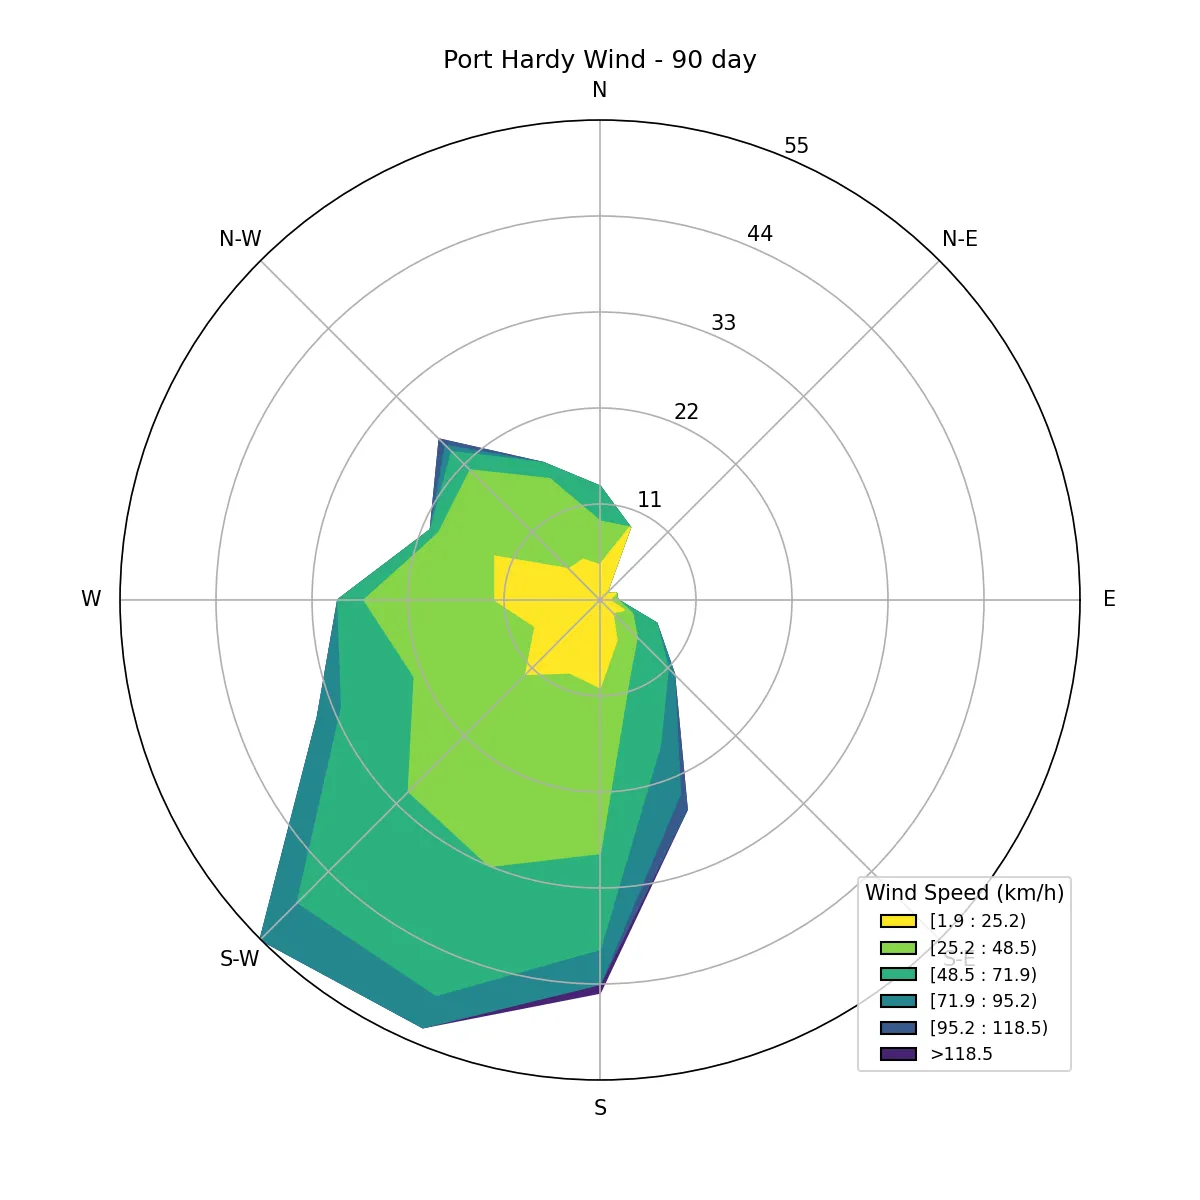 Port Hardy Wind - 90 day
N
55
N-W
44
N-E
33
22
11
W
E
Wind Speed (km/h)
[1.9 : 25.2)
[25.2 : 48.5)
S-W
S-E
[48.5 : 71.9)
[71.9 : 95.2)
[95.2 : 118.5)
>118.5
S